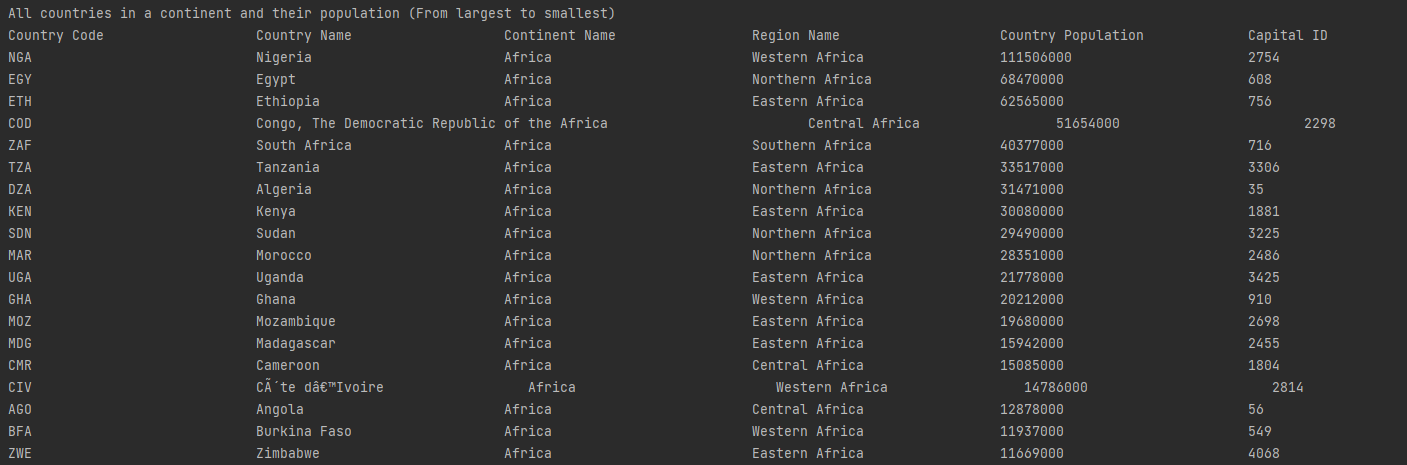 All countries in a continent and their population (From largest to smallest)
Country Code Country Name Continent Name Region Name Country Population Capital ID
NGA Nigeria Africa Western Africa 111506000 2754
EGY Egypt Africa Northern Africa 68470000 608
ETH Ethiopia Africa Eastern Africa 62565000 756
COD Congo, The Democratic Republic of the Africa Central Africa 51654000 2298
ZAF South Africa Africa Southern Africa 40377000 716
TZA Tanzania Africa Eastern Africa 33517000 3306
DZA Algeria Africa Northern Africa 31471000 35
KEN Kenya Africa Eastern Africa 30080000 1881
SDN Sudan Africa Northern Africa 29490000 3225
MAR Morocco Africa Northern Africa 28351000 2486
UGA Uganda Africa Eastern Africa 21778000 3425
GHA Ghana Africa Western Africa 20212000 910
MOZ Mozambique Africa Eastern Africa 19680000 2698
MDG Madagascar Africa Eastern Africa 15942000 2455
CMR Cameroon Africa Central Africa 15085000 1804
CIV CÃ´te dâ€™Ivoire Africa Western Africa 14786000 2814
AGO Angola Africa Central Africa 12878000 56
BFA Burkina Faso Africa Western Africa 11937000 549
ZWE Zimbabwe Africa Eastern Africa 11669000 4068